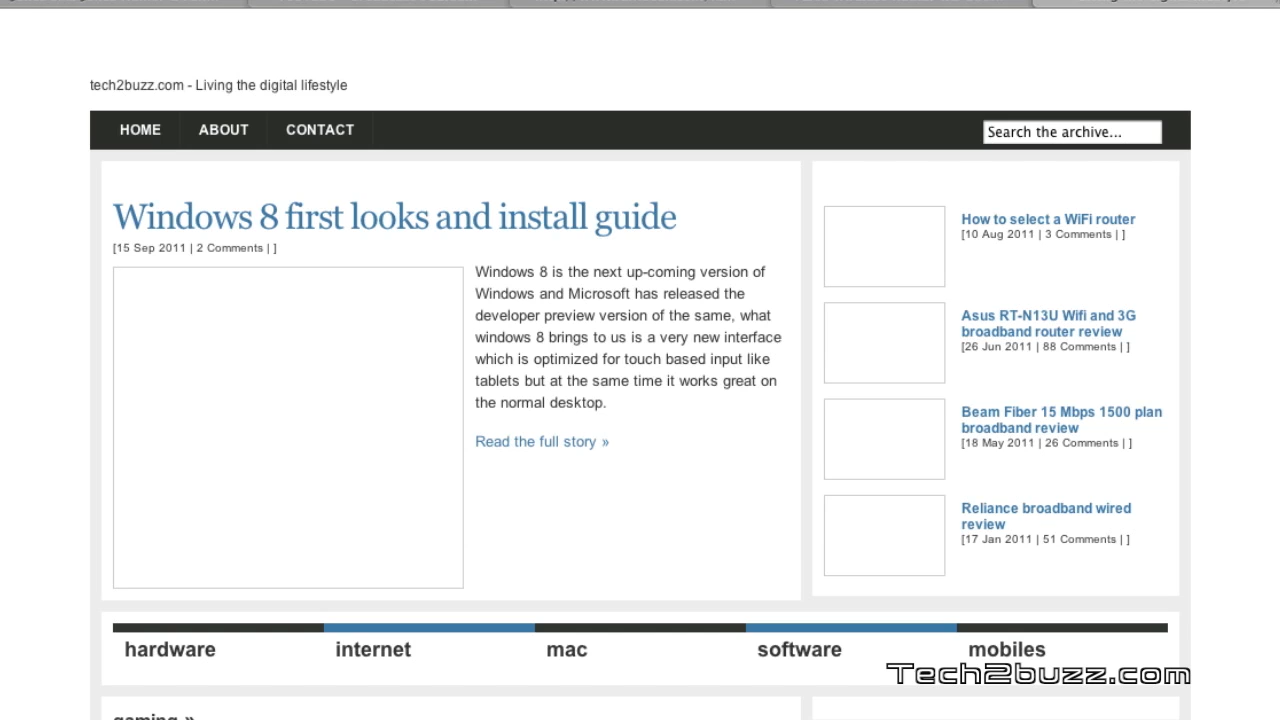 tech2buzz.com - Living the digital lifestyle
HOME ABOUT CONTACT
Search the archive...
Windows 8 first looks and install guide
[15 Sep 2011 | 2 Comments | ]
Windows 8 is the next up-coming version of
Windows and Microsoft has released the
developer preview version of the same, what
windows 8 brings to us is a very new interface
which is optimized for touch based input like
tablets but at the same time it works great on
the normal desktop.
Read the full story »
How to select a WiFi router
[10 Aug 2011 | 3 Comments | ]
Asus RT-N13U Wifi and 3G
broadband router review
[26 Jun 2011 | 88 Comments | ]
Beam Fiber 15 Mbps 1500 plan
broadband review
[18 May 2011 | 26 Comments | ]
Reliance broadband wired
review
[17 Jan 2011 | 51 Comments | ]
hardware internet mac software mobiles
Tech2buzz.com
gaming »